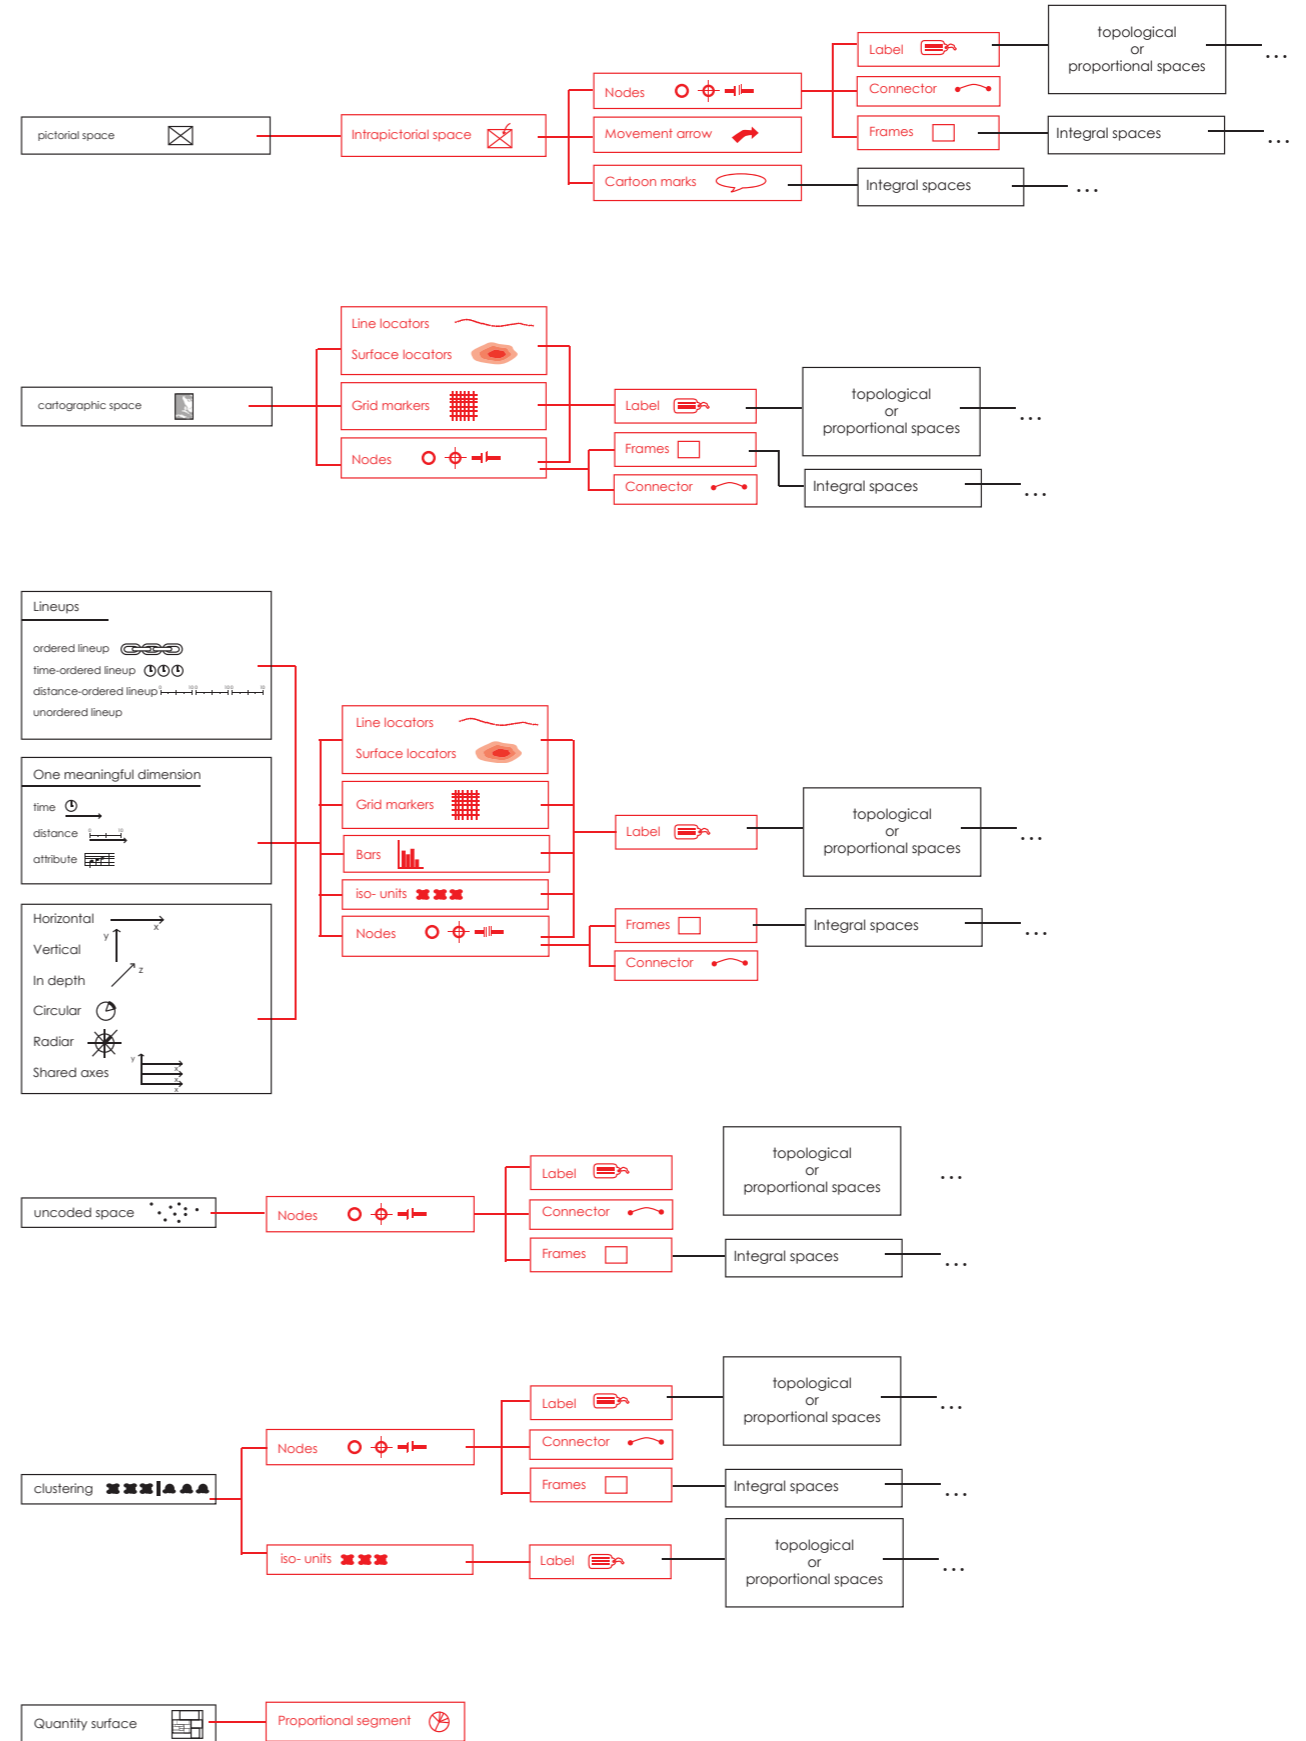 pictorial space
Intrapictorial space
Nodes
Movement arrow
Cartoon marks
Label
Connector
Frames
topological
or
proportional spaces
...
Integral spaces
...
Integral spaces
...
cartographic space
Line locators
Surface locators
Grid markers
Nodes
Label
Frames
Connector
topological
or
proportional spaces
...
Integral spaces
...
Lineups
ordered lineup
time-ordered lineup
distance-ordered lineup
unordered lineup
One meaningful dimension
time
distance
attribute
Horizontal
x
y
Vertical
In depth
z
Circular
Radiar
Shared axes
y
x
x
x
Line locators
Surface locators
Grid markers
Bars
iso- units
Nodes
Label
Frames
Connector
topological
or
proportional spaces
...
Integral spaces
...
uncoded space
Nodes
Label
Connector
Frames
topological
or
proportional spaces
...
Integral spaces
...
clustering
Nodes
Label
Connector
Frames
topological
or
proportional spaces
...
Integral spaces
...
iso- units
Label
topological
or
proportional spaces
...
Quantity surface
Proportional segment